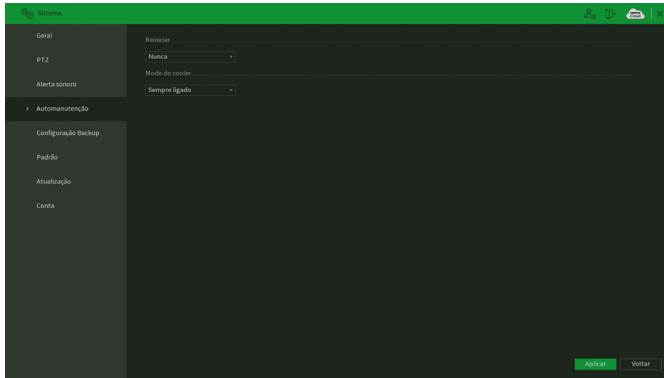 Sistema
Geral
PTZ
Alerta sonoro
Automanutenção
Configuração Backup
Padrão
Atualização
Conta
Reiniciar
Nunca
Modo do cooler
Sempre ligado
Aplicar
Voltar